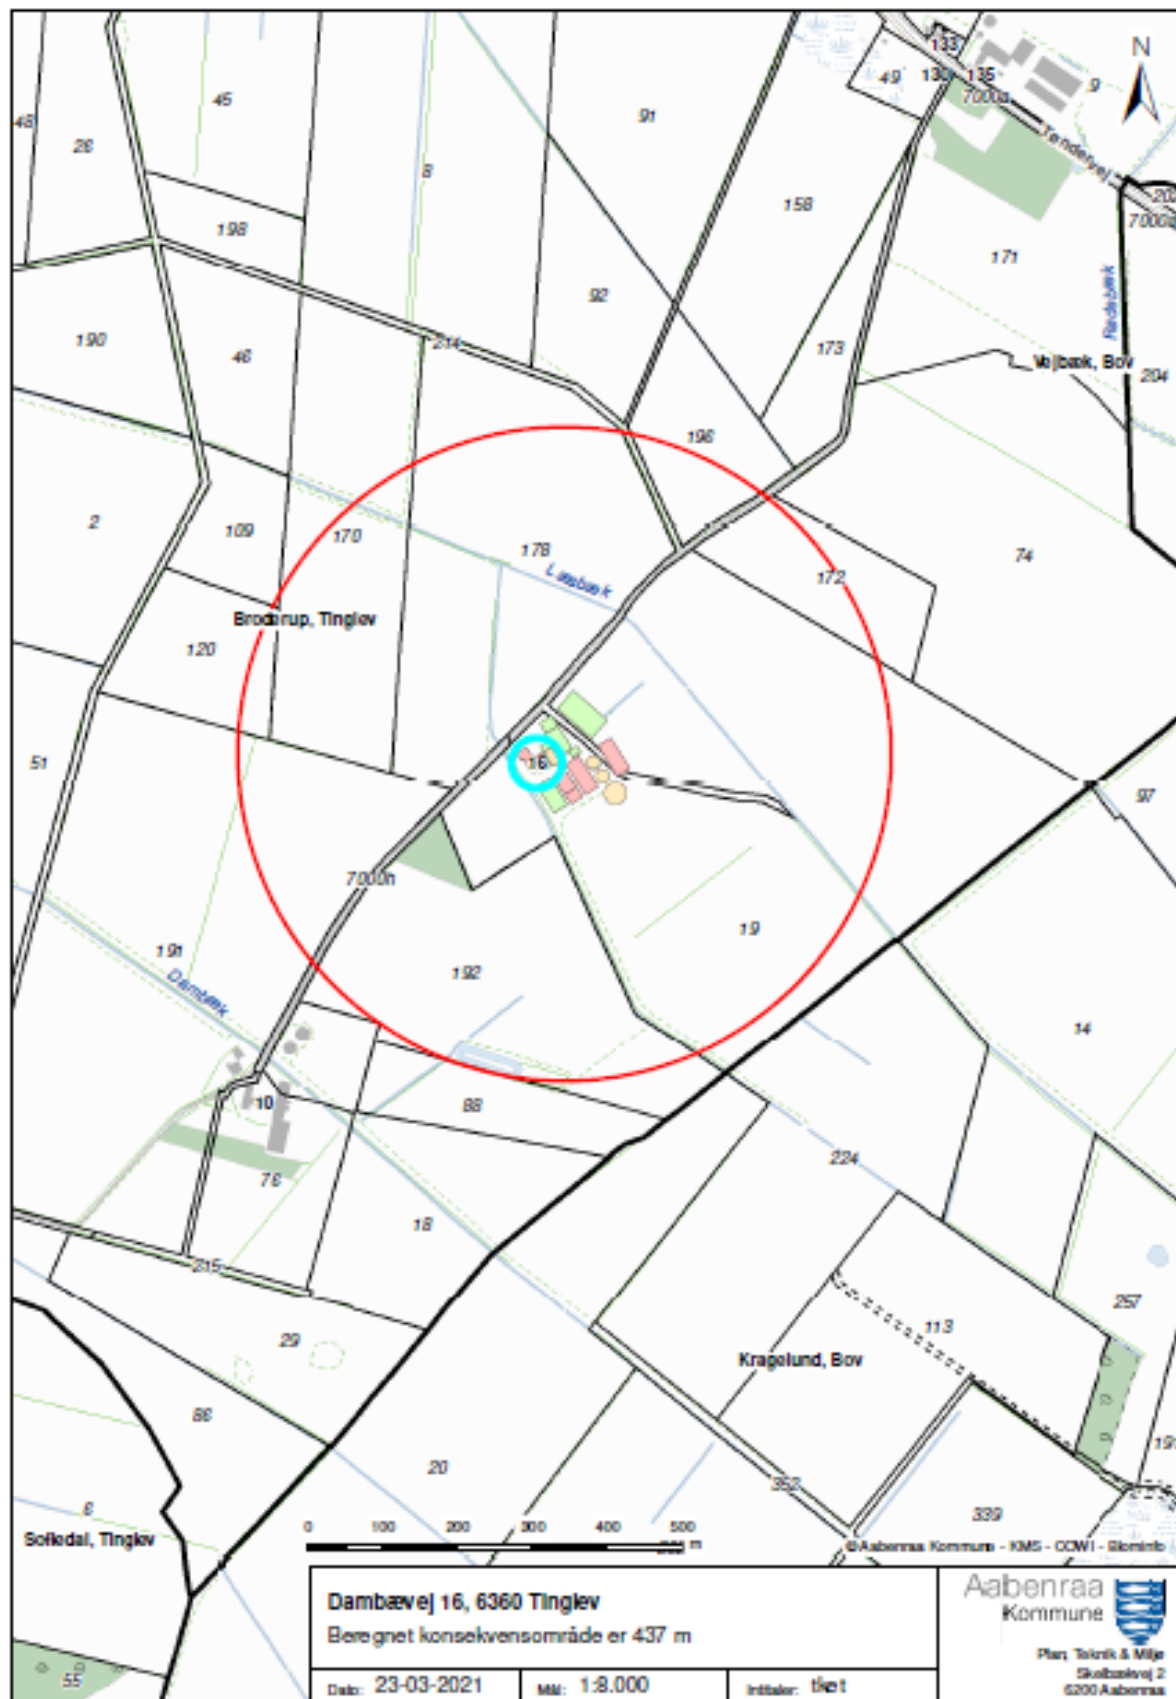 133
N
49
130
135
9
45
7000a
91
48
26
Tøndervej
8
202
158
198
7000a
171
92
Rødebæk
190
214
173
46
Vejbæk, Bov
204
196
2
109
170
178
74
Læsbæk
172
Broderup, Tinglev
120
51
16
97
7000h
19
191
192
Dambæk
14
10
88
224
76
18
215
257
29
113
Kragelund, Bov
86
20
352
6
339
0 100 200 300 400 500
m
©Aabenraa Kommune - KMS - COWI - Blominfo
55
Dambævej 16, 6360 Tinglev
Beregnet konsekvensområde er 437 m
Dato: 23-03-2021
Mål: 1:8.000
Initialer: tket
Aabenraa
Kommune
Plan, Teknik & Miljø
Skelbækvej 2
6200 Aabenraa